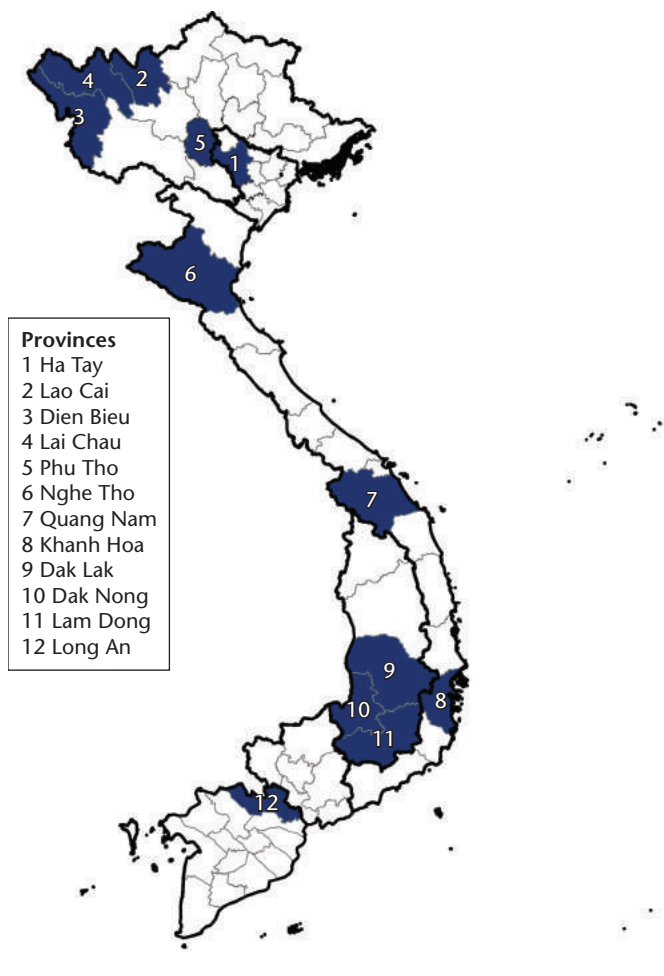 4
2
3
5
1
6
Provinces
1 Ha Tay
2 Lao Cai
3 Dien Bieu
4 Lai Chau
5 Phu Tho
6 Nghe Tho
7 Quang Nam
8 Khanh Hoa
9 Dak Lak
10 Dak Nong
11 Lam Dong
12 Long An
7
9
8
10
11
12